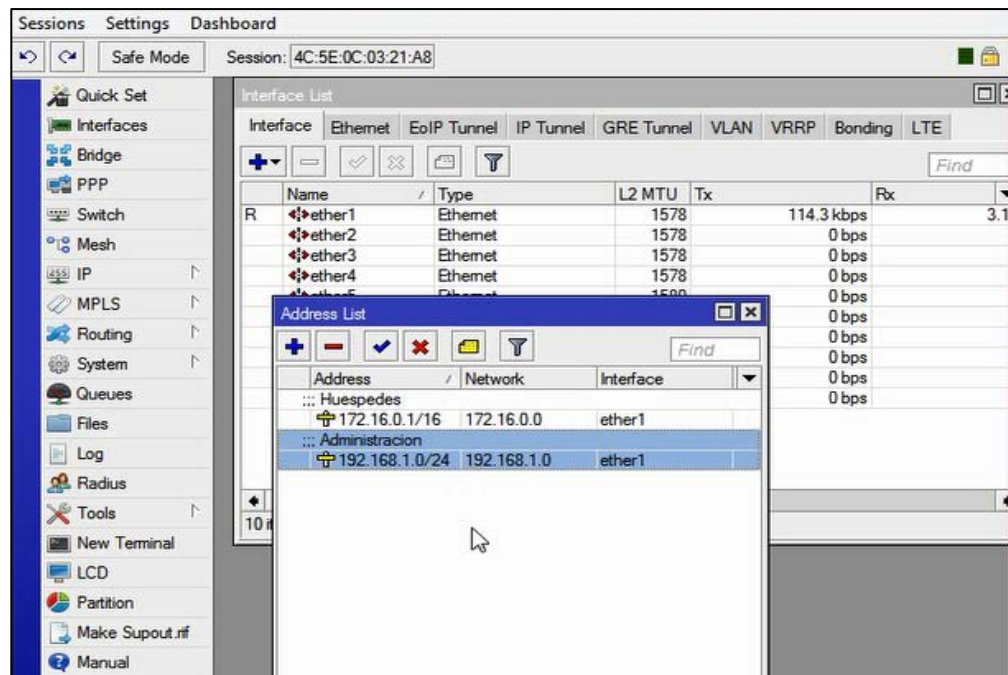 Sessions Settings Dashboard
Safe Mode Session: 4C:5E:0C:03:21:A8
Quick Set
Interfaces
Bridge
PPP
Switch
Mesh
IP
MPLS
Routing
System
Queues
Files
Log
Radius
Tools
New Terminal
LCD
Partition
Make Supout.rif
Manual
Interface List
Interface Ethernet EoIP Tunnel IP Tunnel GRE Tunnel VLAN VRRP Bonding LTE
Find
Name / Type L2 MTU Tx Rx
R ether1 Ethernet 1578 114.3 kbps 3.1
ether2 Ethernet 1578 0 bps
ether3 Ethernet 1578 0 bps
ether4 Ethernet 1578 0 bps
0 bps
0 bps
0 bps
0 bps
0 bps
0 bps
10
Address List
Find
Address / Network Interface
::: Huespedes
172.16.0.1/16 172.16.0.0 ether1
::: Administracion
192.168.1.0/24 192.168.1.0 ether1